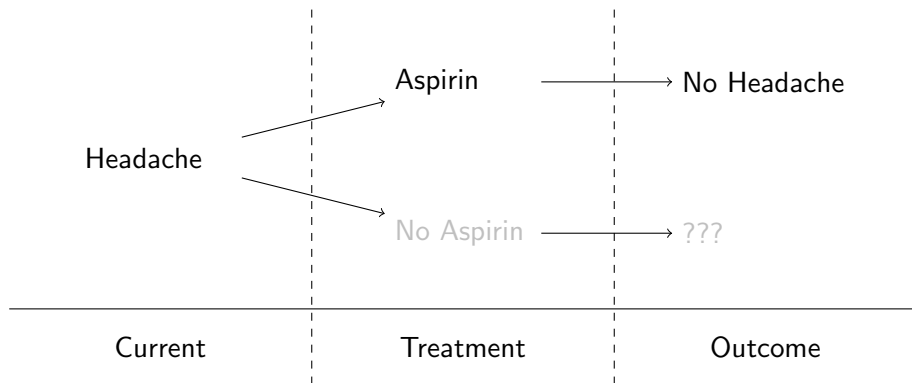 Aspirin
No Headache
Headache
No Aspirin
???
Current
Treatment
Outcome